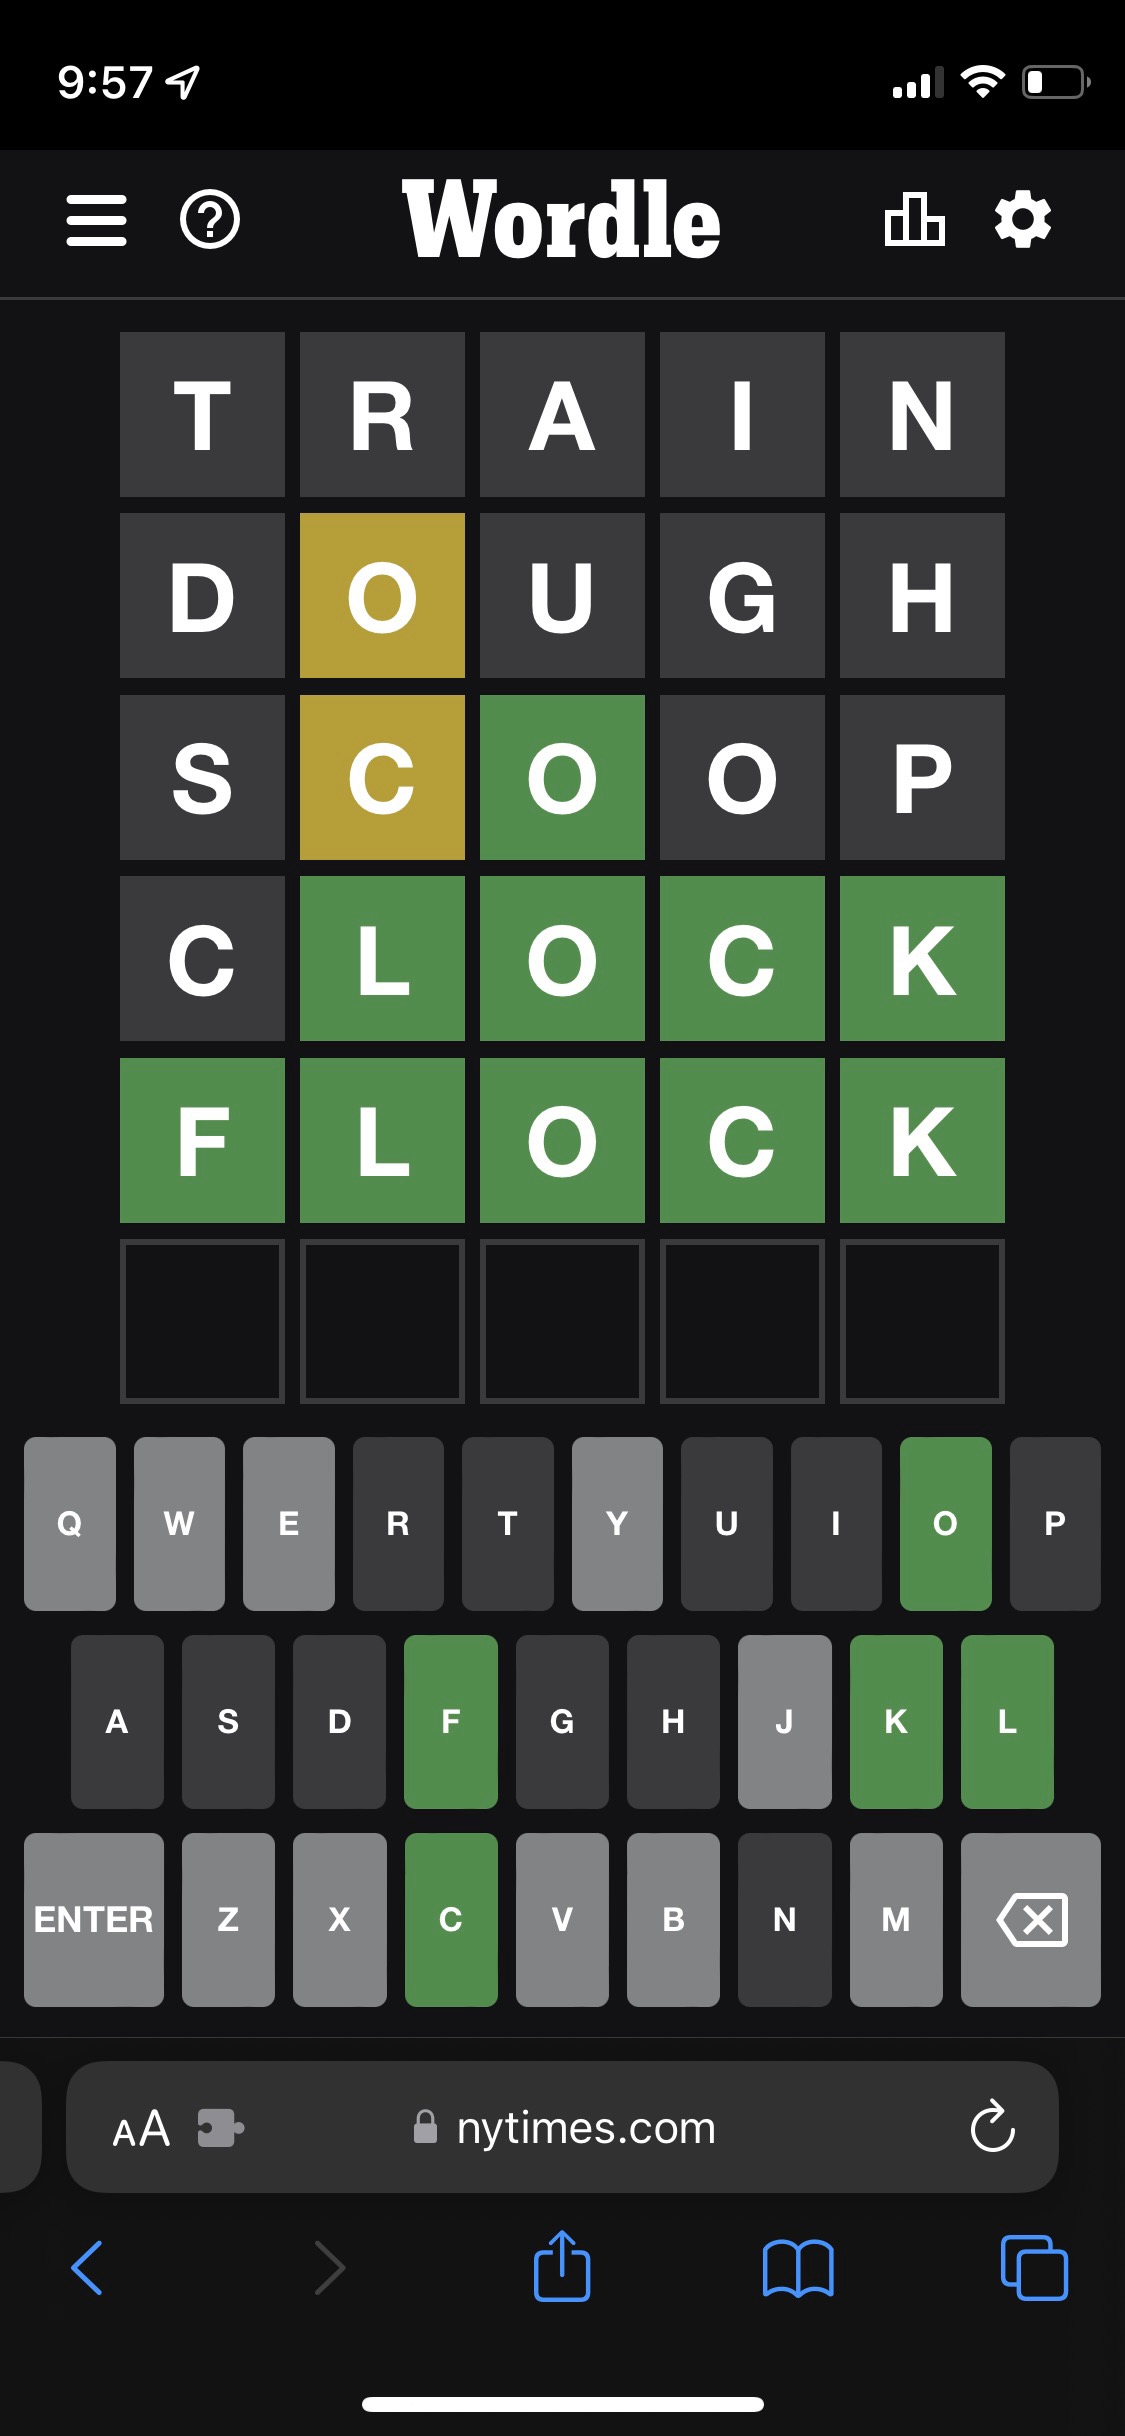 9:57
Wordle
T R A I N
D O U G H
S C O O P
C L O C K
F L O C K
Q W E R T Y U I O P
A S D F G H J K L
ENTER Z X C V B N M
AA nytimes.com